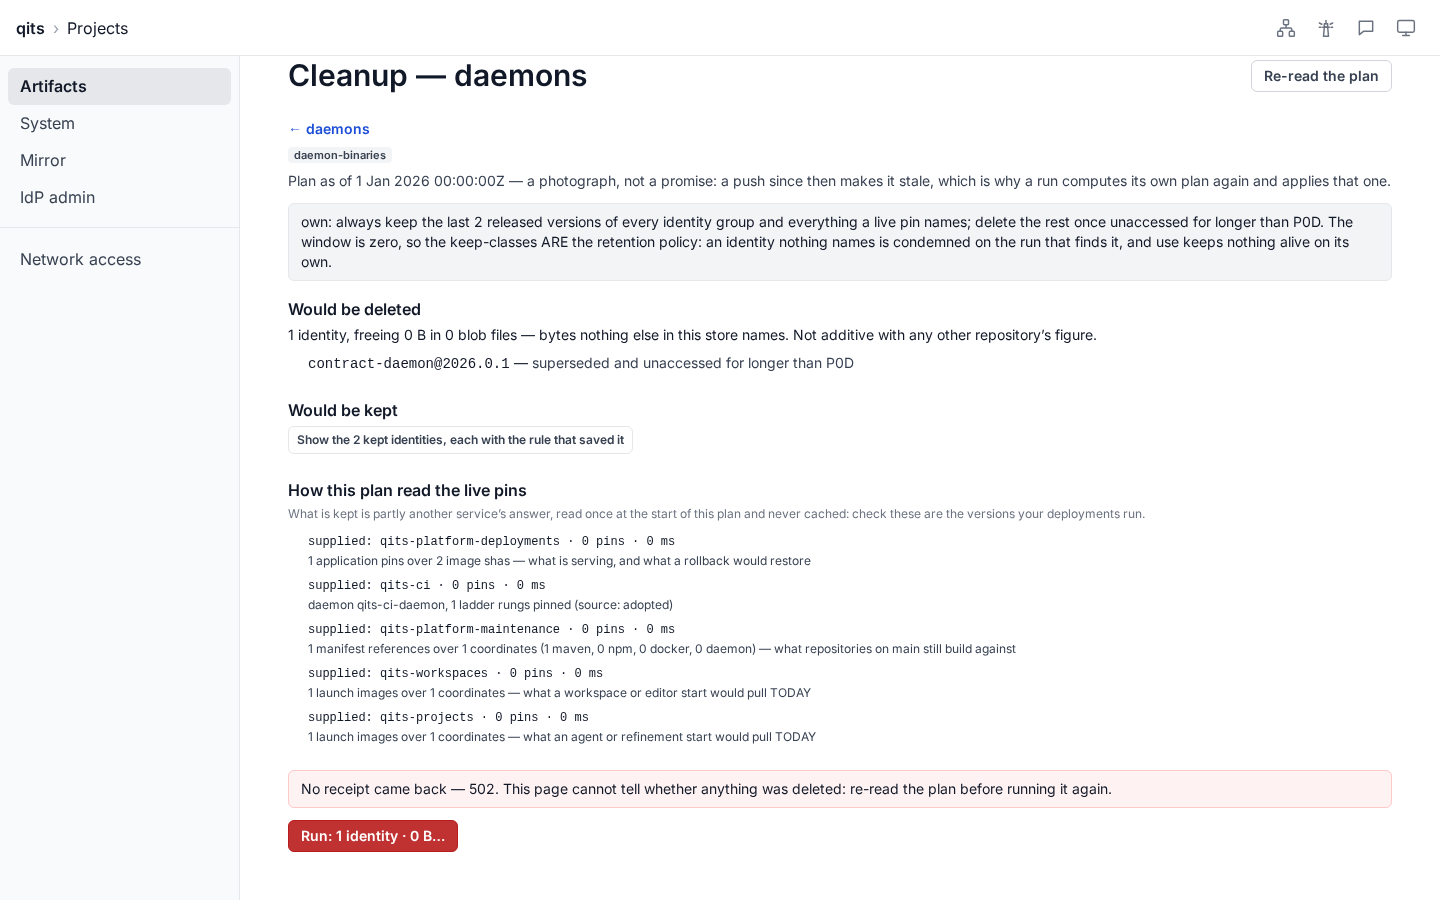 qits › Projects
Artifacts
System
Mirror
IdP admin
Network access
Cleanup — daemons
Re-read the plan
← daemons
daemon-binaries
Plan as of 1 Jan 2026 00:00:00Z — a photograph, not a promise: a push since then makes it stale, which is why a run computes its own plan again and applies that one.
own: always keep the last 2 released versions of every identity group and everything a live pin names; delete the rest once unaccessed for longer than P0D. The
window is zero, so the keep-classes ARE the retention policy: an identity nothing names is condemned on the run that finds it, and use keeps nothing alive on its
own.
Would be deleted
1 identity, freeing 0 B in 0 blob files — bytes nothing else in this store names. Not additive with any other repository’s figure.
contract-daemon@2026.0.1 — superseded and unaccessed for longer than P0D
Would be kept
Show the 2 kept identities, each with the rule that saved it
How this plan read the live pins
What is kept is partly another service’s answer, read once at the start of this plan and never cached: check these are the versions your deployments run.
supplied: qits-platform-deployments · 0 pins · 0 ms
1 application pins over 2 image shas — what is serving, and what a rollback would restore
supplied: qits-ci · 0 pins · 0 ms
daemon qits-ci-daemon, 1 ladder rungs pinned (source: adopted)
supplied: qits-platform-maintenance · 0 pins · 0 ms
1 manifest references over 1 coordinates (1 maven, 0 npm, 0 docker, 0 daemon) — what repositories on main still build against
supplied: qits-workspaces · 0 pins · 0 ms
1 launch images over 1 coordinates — what a workspace or editor start would pull TODAY
supplied: qits-projects · 0 pins · 0 ms
1 launch images over 1 coordinates — what an agent or refinement start would pull TODAY
No receipt came back — 502. This page cannot tell whether anything was deleted: re-read the plan before running it again.
Run: 1 identity · 0 B…